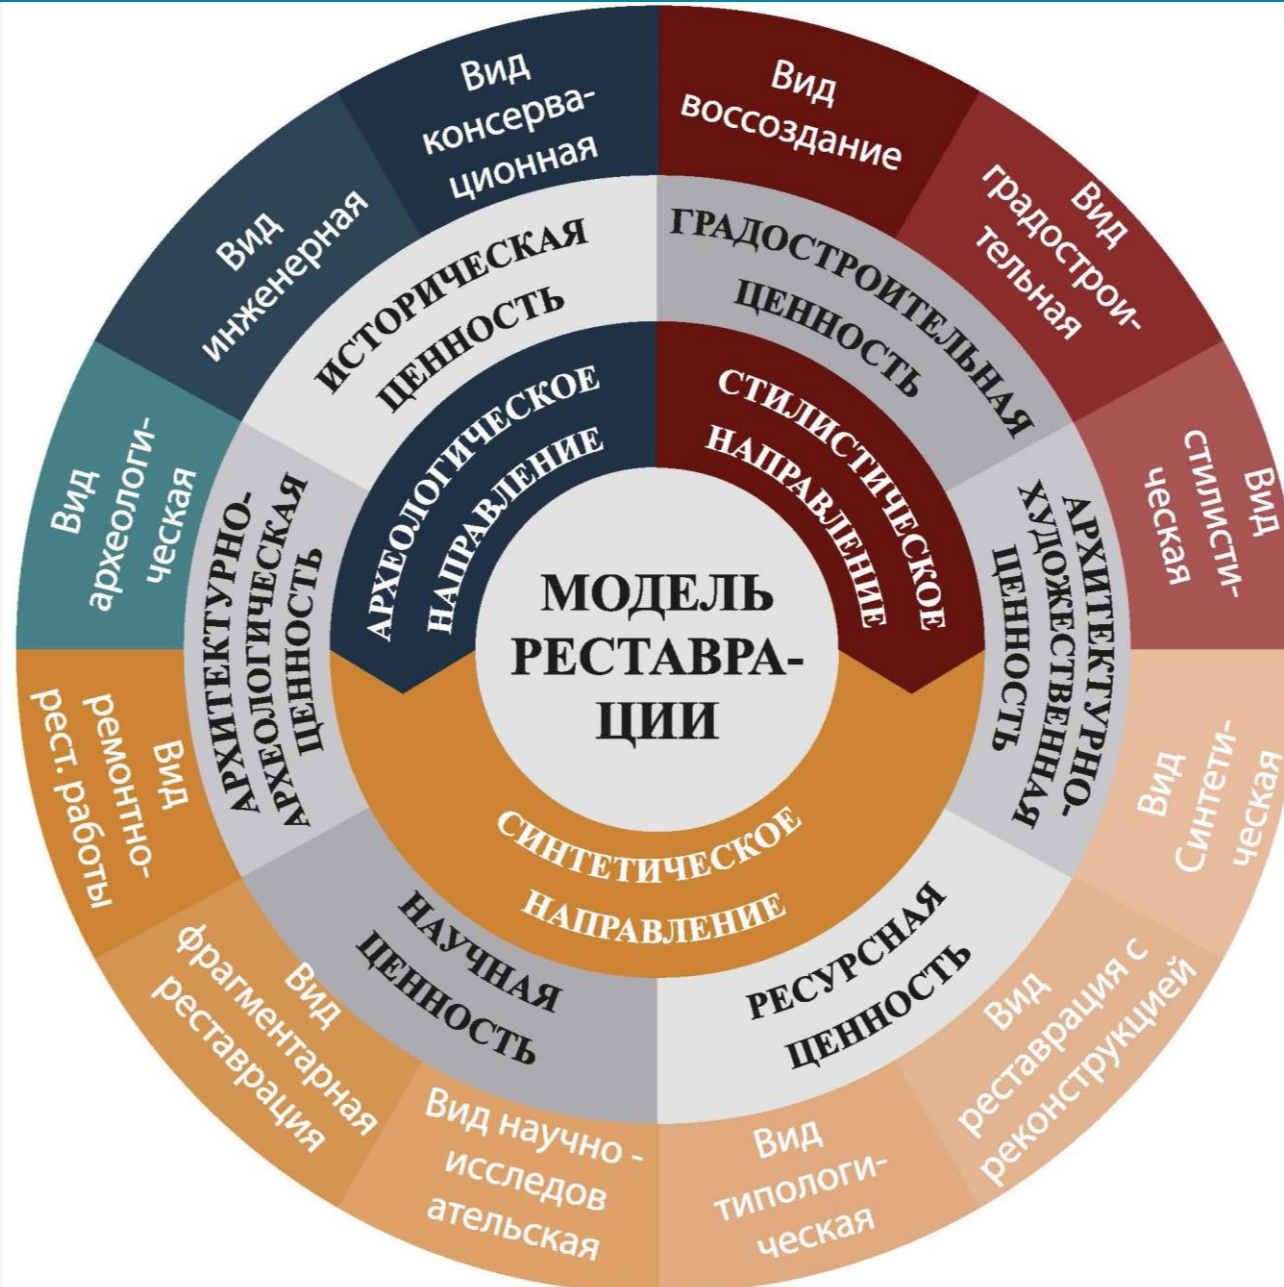 МОДЕЛЬ
РЕСТАВРА-
ЦИИ
АРХЕОЛОГИЧЕСКОЕ
НАПРАВЛЕНИЕ
СТИЛИСТИЧЕСКОЕ
НАПРАВЛЕНИЕ
СИНТЕТИЧЕСКОЕ
НАПРАВЛЕНИЕ
ИСТОРИЧЕСКАЯ
ЦЕННОСТЬ
ГРАДОСТРОИТЕЛЬНАЯ
ЦЕННОСТЬ
АРХИТЕКТУРНО-
ХУДОЖЕСТВЕННАЯ
ЦЕННОСТЬ
РЕСУРСНАЯ
ЦЕННОСТЬ
НАУЧНАЯ
ЦЕННОСТЬ
АРХИТЕКТУРНО-
АРХЕОЛОГИЧЕСКАЯ
ЦЕННОСТЬ
Вид
консерва-
ционная
Вид
воссоздание
Вид
градострои-
тельная
Вид
стилисти-
ческая
Вид
Синтети-
ческая
Вид
реставрация с
реконструкцией
Вид
типологи-
ческая
Вид научно -
исследов
ательская
Вид
фрагментарная
реставрация
Вид
ремонтно-
рест. работы
Вид
археологи-
ческая
Вид
инженерная